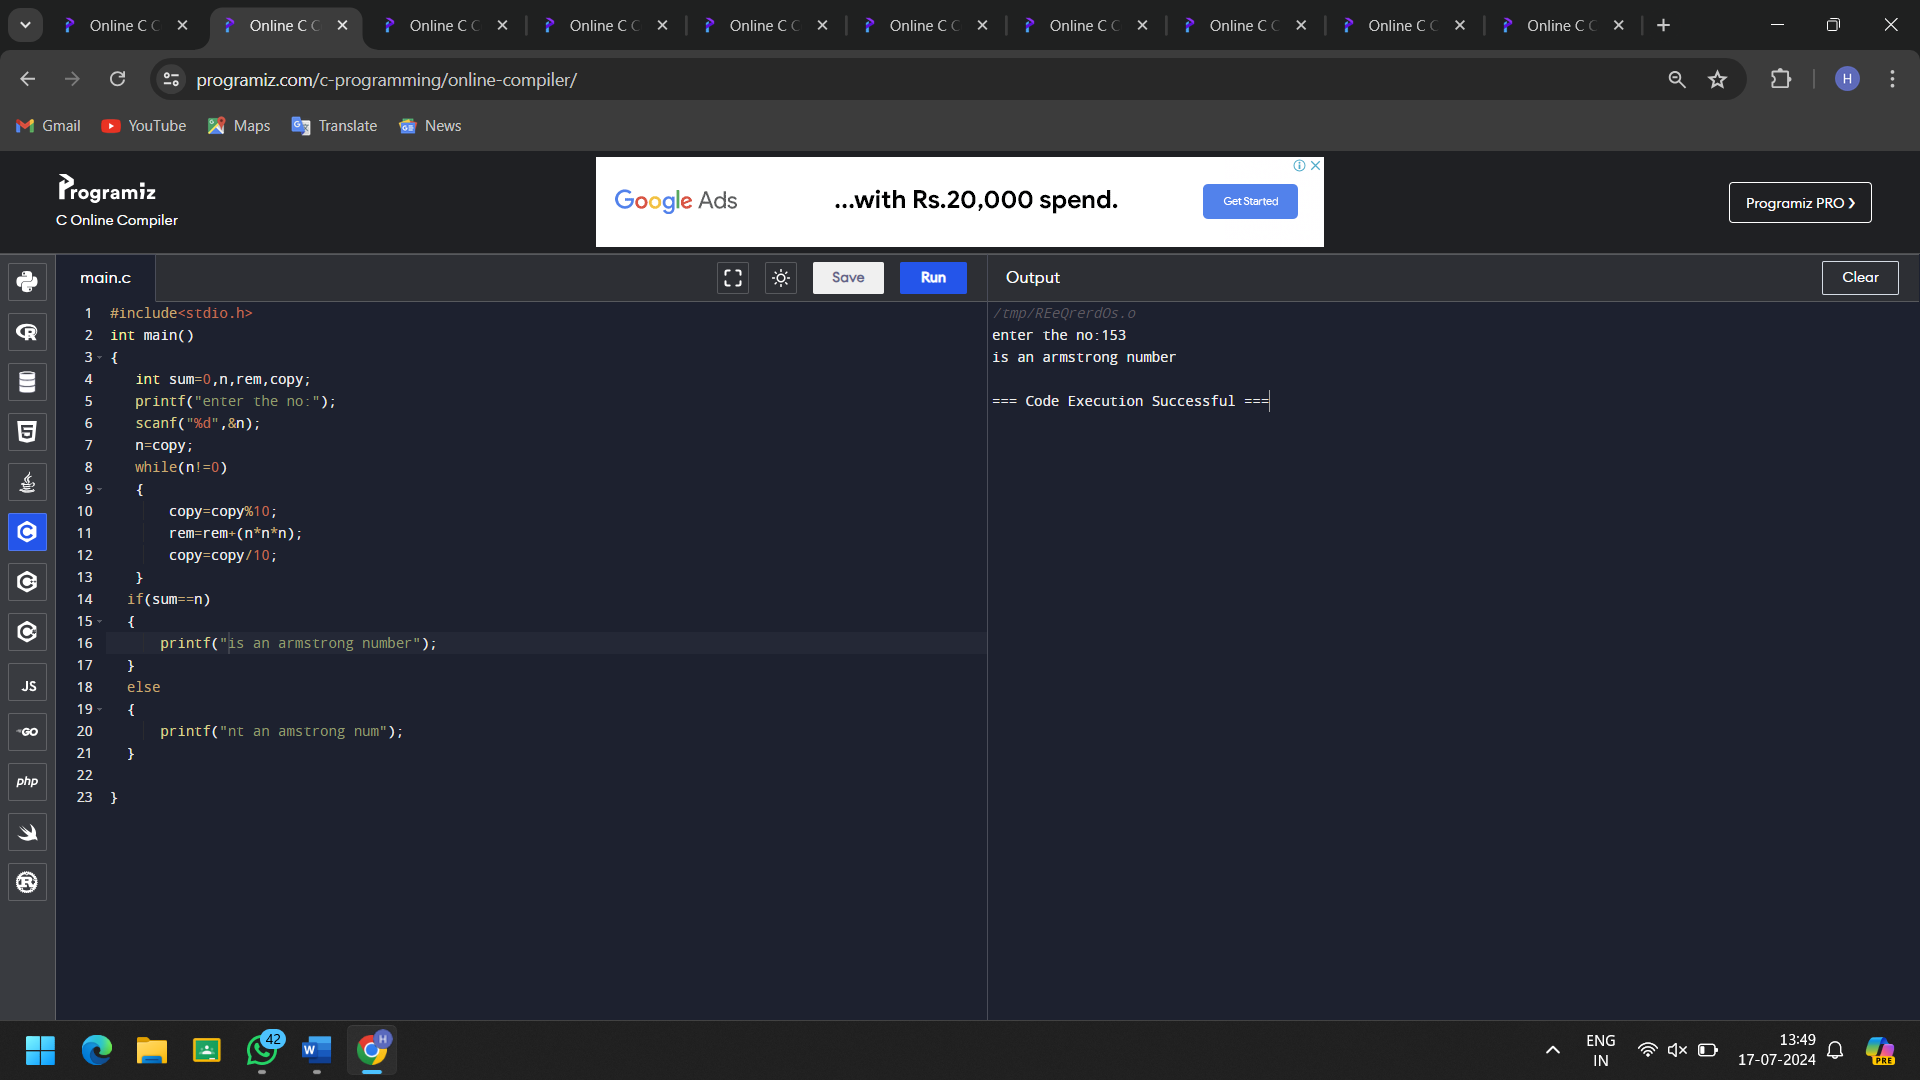 Online C C
Online C C
Online C C
Online C C
Online C C
Online C C
Online C C
Online C C
Online C C
Online C C
programiz.com/c-programming/online-compiler/
H
Gmail
YouTube
Maps
Translate
News
Programiz
C Online Compiler
Google Ads
...with Rs.20,000 spend.
Get Started
Programiz PRO ❯
main.c
Save
Run
Output
Clear
1 #include<stdio.h>
2 int main()
3 {
4 int sum=0,n,rem,copy;
5 printf("enter the no:");
6 scanf("%d",&n);
7 n=copy;
8 while(n!=0)
9 {
10 copy=copy%10;
11 rem=rem+(n*n*n);
12 copy=copy/10;
13 }
14 if(sum==n)
15 {
16 printf("is an armstrong number");
17 }
18 else
19 {
20 printf("nt an amstrong num");
21 }
22
23 }
/tmp/REeQrerdOs.o
enter the no:153
is an armstrong number
=== Code Execution Successful ===
JS
GO
php
42
W
H
ENG
IN
13:49
17-07-2024
PRE